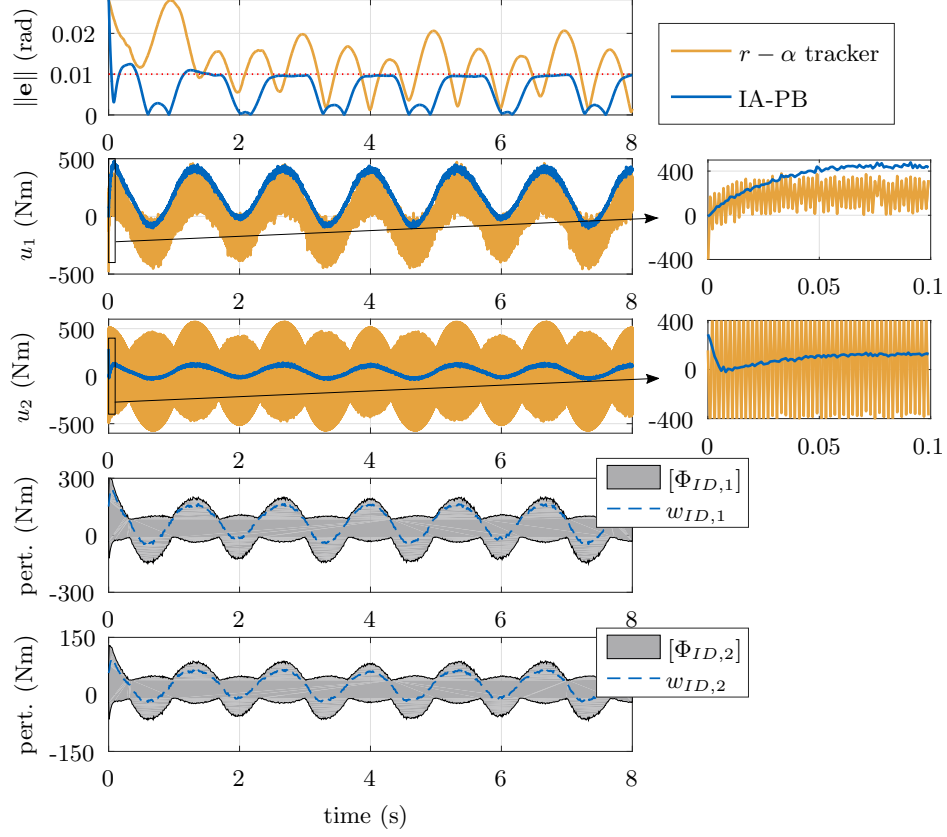 ‖e‖ (rad)
0.02
0.01
0
0 2 4 6 8
r − α tracker
IA-PB
u1 (Nm)
500
0
-500
0 2 4 6 8
400
-400
0 0.05 0.1
u2 (Nm)
500
0
-500
0 2 4 6 8
400
0
-400
0 0.05 0.1
pert. (Nm)
300
0
-300
0 2 4 6 8
[ΦID,1]
wID,1
pert. (Nm)
150
0
-150
0 2 4 6 8
[ΦID,2]
wID,2
time (s)